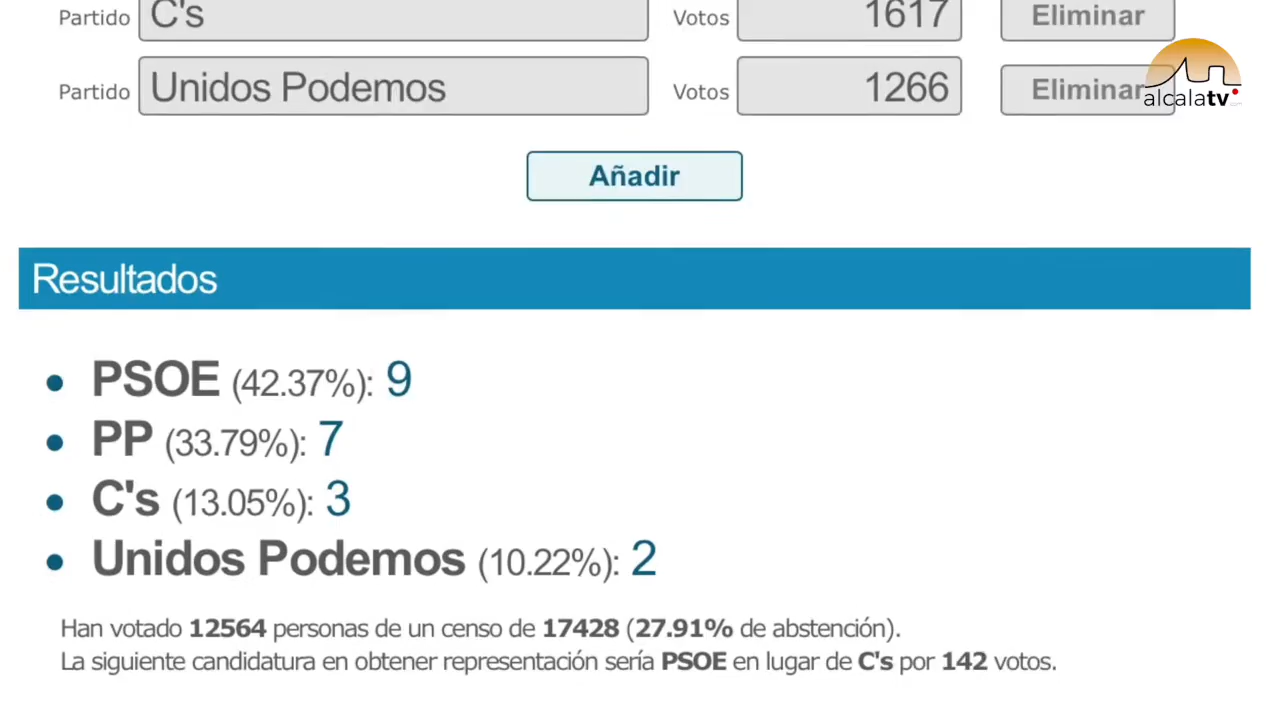 Partido C's Votos 1617 Eliminar
Partido Unidos Podemos Votos 1266 Eliminar
alcalatv
Añadir
Resultados
• PSOE (42.37%): 9
• PP (33.79%): 7
• C's (13.05%): 3
• Unidos Podemos (10.22%): 2
Han votado 12564 personas de un censo de 17428 (27.91% de abstención).
La siguiente candidatura en obtener representación sería PSOE en lugar de C's por 142 votos.